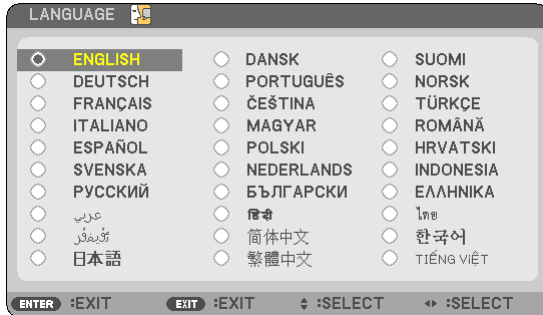 LANGUAGE
ENGLISH DANSK SUOMI
DEUTSCH PORTUGUÊS NORSK
FRANÇAIS ČEŠTINA TÜRKÇE
ITALIANO MAGYAR ROMÂNĂ
ESPAÑOL POLSKI HRVATSKI
SVENSKA NEDERLANDS INDONESIA
РУССКИЙ БЪЛГАРСКИ ΕΛΛΗΝΙΚΑ
عربي हिंदी ไทย
简体中文 한국어
日本語 繁體中文 TIẾNG VIỆT
ENTER :EXIT EXIT :EXIT :SELECT :SELECT